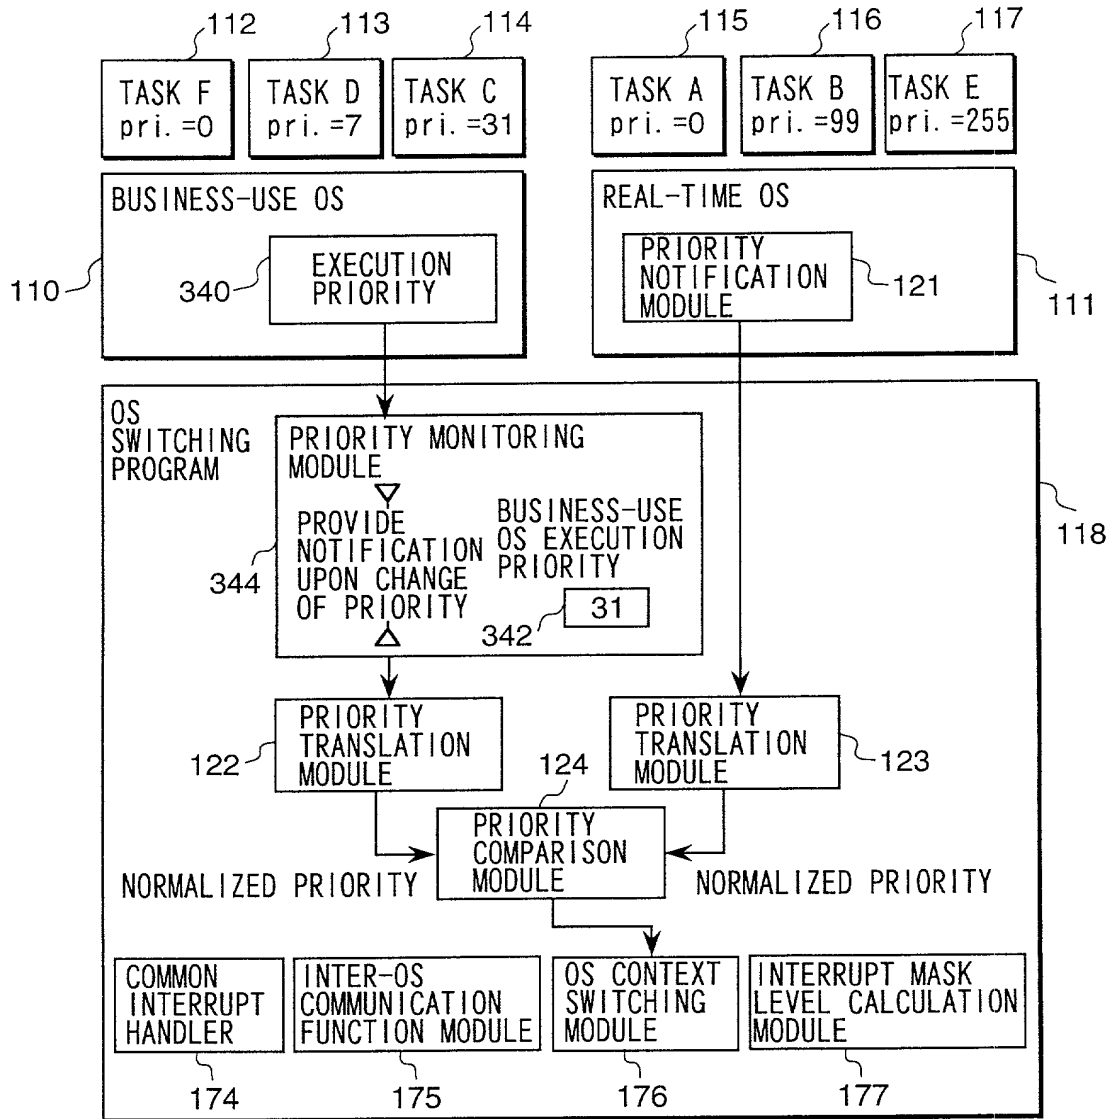 112
113
114
115
116
117
TASK F
pri.=0
TASK D
pri.=7
TASK C
pri.=31
TASK A
pri.=0
TASK B
pri.=99
TASK E
pri.=255
BUSINESS-USE OS
EXECUTION
PRIORITY
110
340
REAL-TIME OS
PRIORITY
NOTIFICATION
MODULE
121
111
OS
SWITCHING
PROGRAM
118
PRIORITY MONITORING
MODULE
PROVIDE
NOTIFICATION
UPON CHANGE
OF PRIORITY
344
BUSINESS-USE
OS EXECUTION
PRIORITY
31
342
PRIORITY
TRANSLATION
MODULE
122
PRIORITY
TRANSLATION
MODULE
123
124
PRIORITY
COMPARISON
MODULE
NORMALIZED PRIORITY
NORMALIZED PRIORITY
COMMON
INTERRUPT
HANDLER
INTER-OS
COMMUNICATION
FUNCTION MODULE
OS CONTEXT
SWITCHING
MODULE
INTERRUPT MASK
LEVEL CALCULATION
MODULE
174
175
176
177